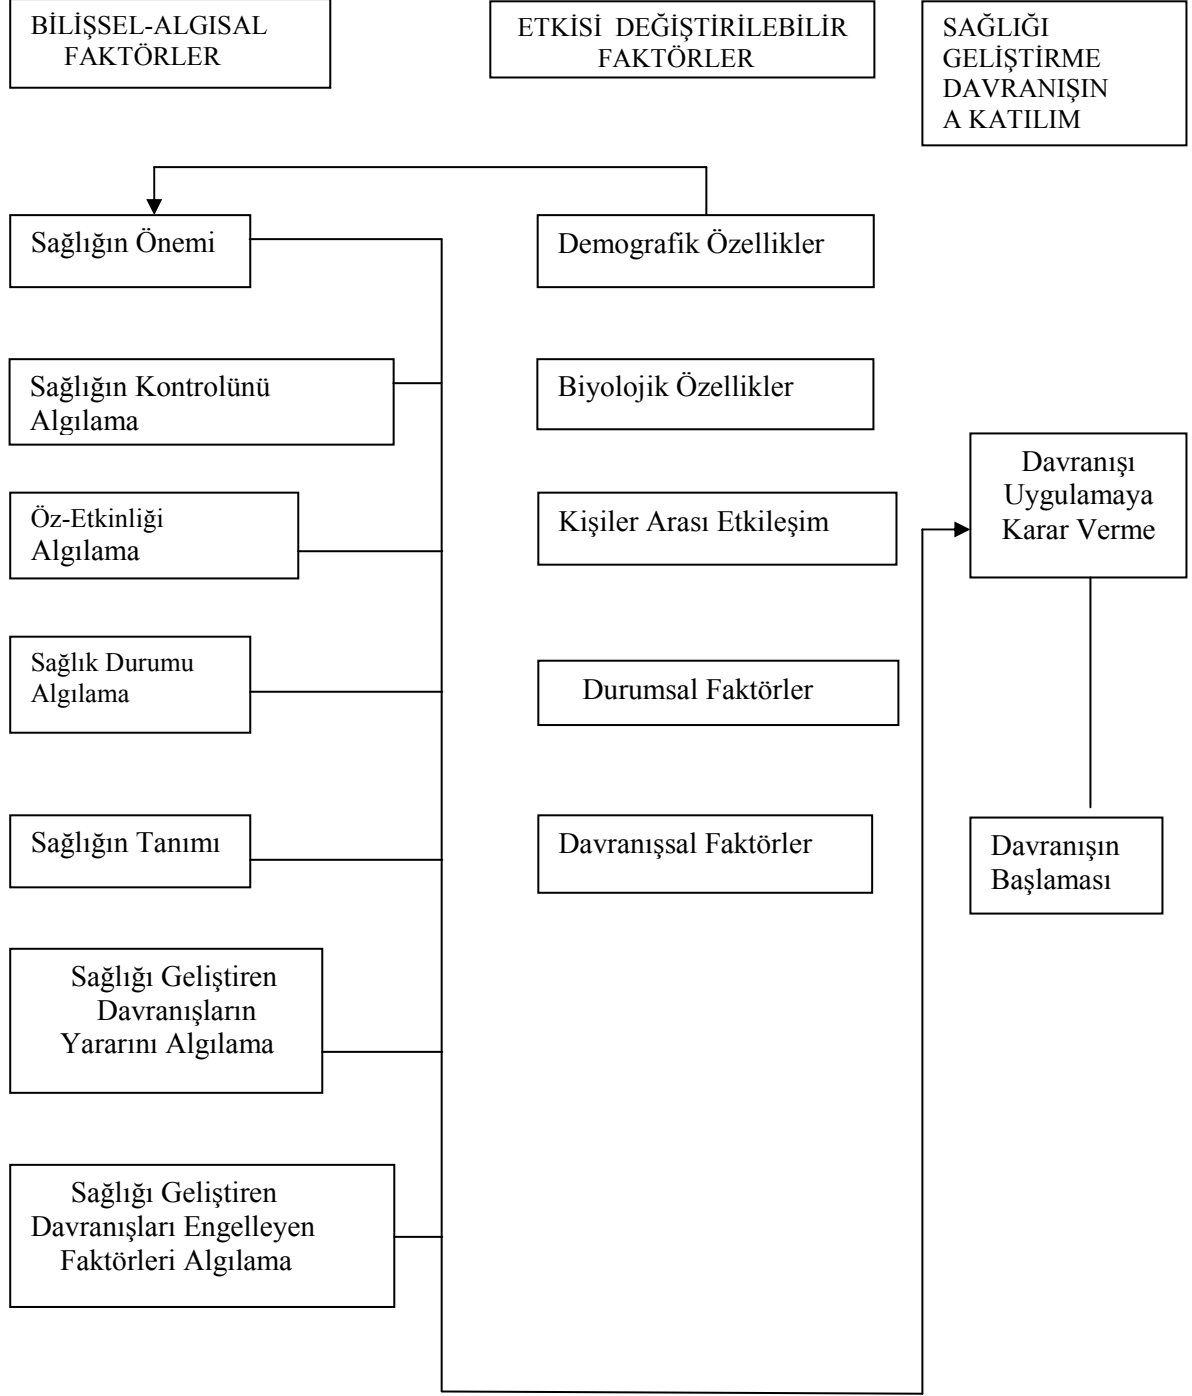 BİLİŞSEL-ALGISAL
FAKTÖRLER
ETKİSİ DEĞİŞTİRİLEBİLİR
FAKTÖRLER
SAĞLIĞI
GELİŞTİRME
DAVRANIŞIN
A KATILIM
Sağlığın Önemi
Sağlığın Kontrolünü
Algılama
Öz-Etkinliği
Algılama
Sağlık Durumu
Algılama
Sağlığın Tanımı
Sağlığı Geliştiren
Davranışların
Yararını Algılama
Sağlığı Geliştiren
Davranışları Engelleyen
Faktörleri Algılama
Demografik Özellikler
Biyolojik Özellikler
Kişiler Arası Etkileşim
Durumsal Faktörler
Davranışsal Faktörler
Davranışı
Uygulamaya
Karar Verme
Davranışın
Başlaması